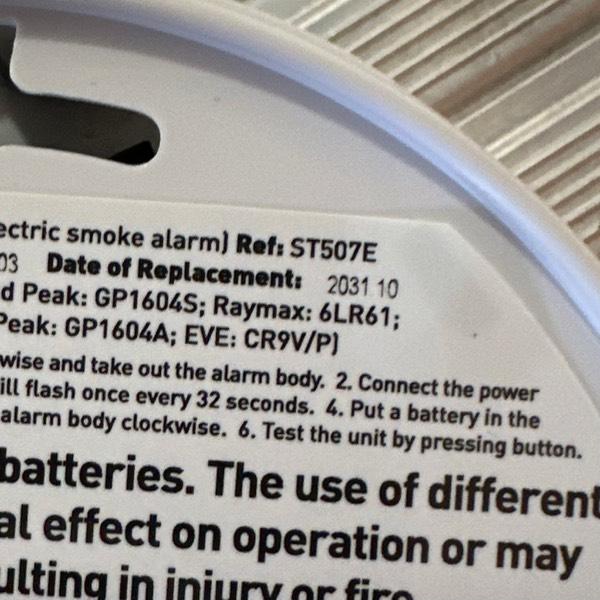 ectric smoke alarm) Ref: ST507E
03 Date of Replacement: 2031 10
d Peak: GP1604S; Raymax: 6LR61;
Peak: GP1604A; EVE: CR9V/P)
wise and take out the alarm body. 2. Connect the power
ill flash once every 32 seconds. 4. Put a battery in the
alarm body clockwise. 6. Test the unit by pressing button.
batteries. The use of different
al effect on operation or may
ulting in injury or fire